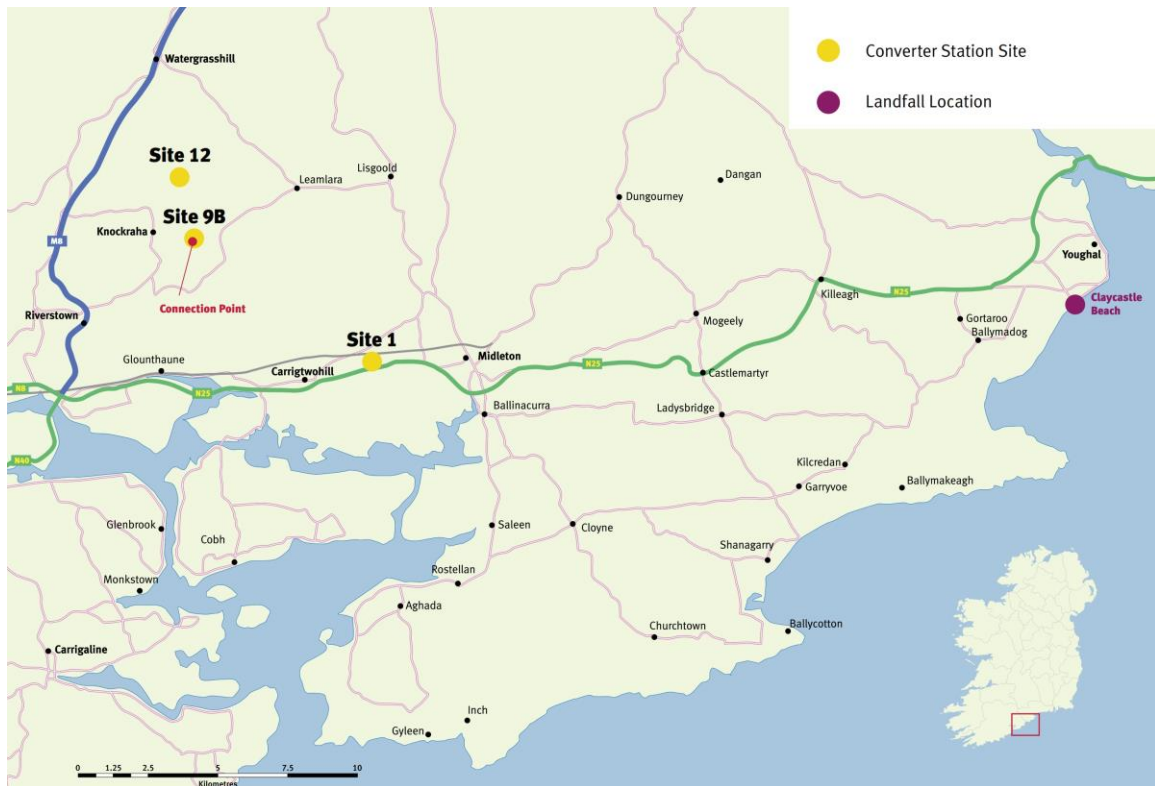 Converter Station Site
Landfall Location
Watergrasshill
Site 12
Lisgoold
Leamlara
Dangan
Dungourney
Site 9B
Knockraha
M8
Connection Point
Youghal
Killeagh
N25
Claycastle
Beach
Riverstown
Mogeely
Gortaroo
Ballymadog
Site 1
Glounthaune
Midleton
Carrigtwohill
N25
Castlemartyr
N8
N25
Ballinacurra
Ladysbridge
N40
Kilcredan
Garryvoe
Ballymakeagh
Glenbrook
Cobh
Saleen
Cloyne
Shanagarry
Monkstown
Rostellan
Aghada
Churchtown
Ballycotton
Carrigaline
Inch
Gyleen
0 1.25 2.5 5 7.5 10
Kilometres